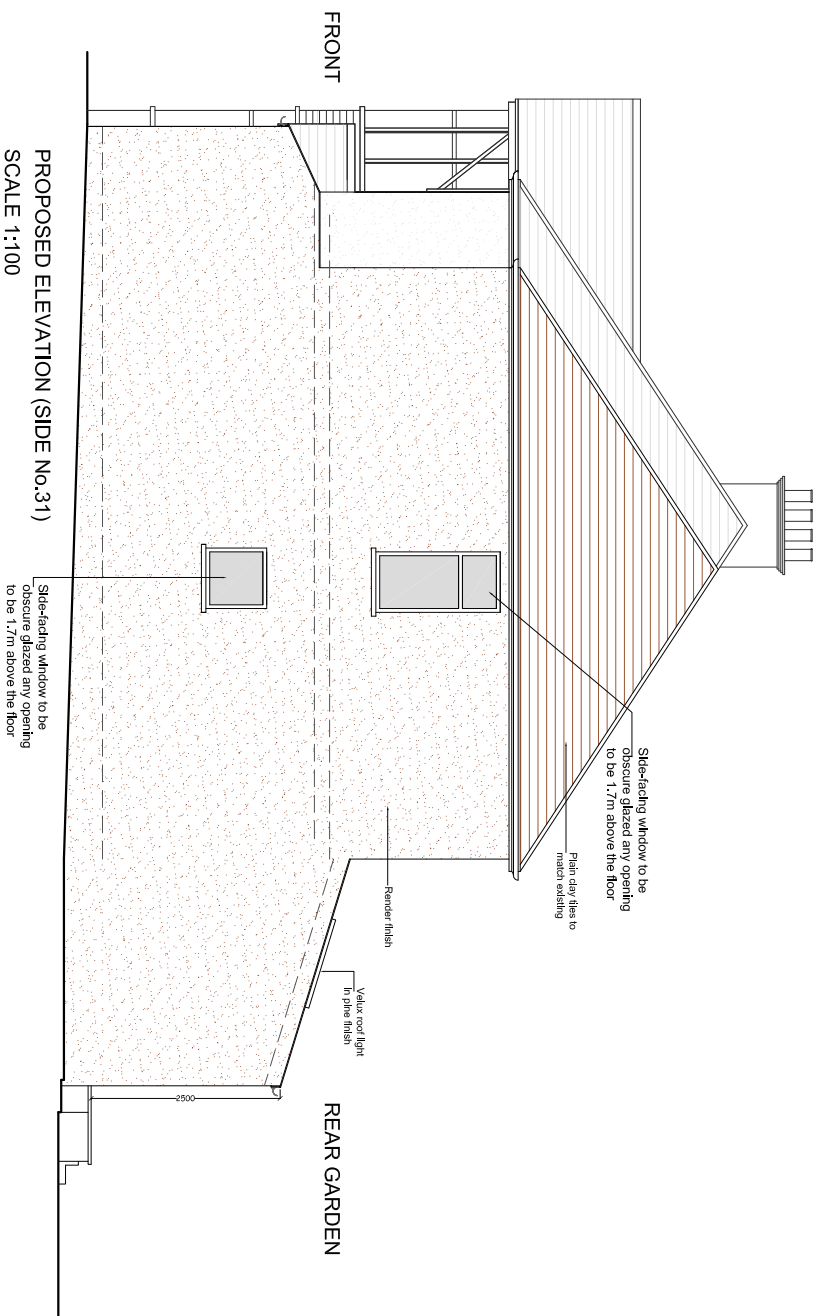 FRONT
REAR GARDEN
Side-facing window to be
obscure glazed any opening
to be 1.7m above the floor
Plain clay tiles to
match existing
Render finish
Velux roof light
in pine finish
2500
Side-facing window to be
obscure glazed any opening
to be 1.7m above the floor
PROPOSED ELEVATION (SIDE No.31)
SCALE 1:100